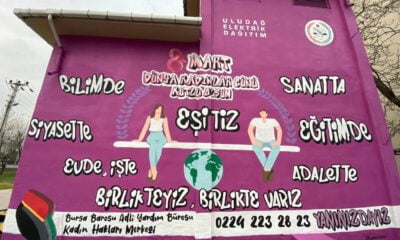 ULUDAĞ
ELEKTRİK
DAĞITIM
8 MART
DÜNYA KADINLAR GÜNÜ
KUTLU OLSUN
BİLİMDE
SANATTA
SİYASETTE
EŞİTİZ
EĞİTİMDE
EVDE, İŞTE
ADALETTE
BİRLİKTEYİZ, BİRLİKTE VARIZ
Bursa Barosu Adli Yardım Bürosu
Kadın Hakları Merkezi
0224 223 28 23 YANINIZDAYIZ